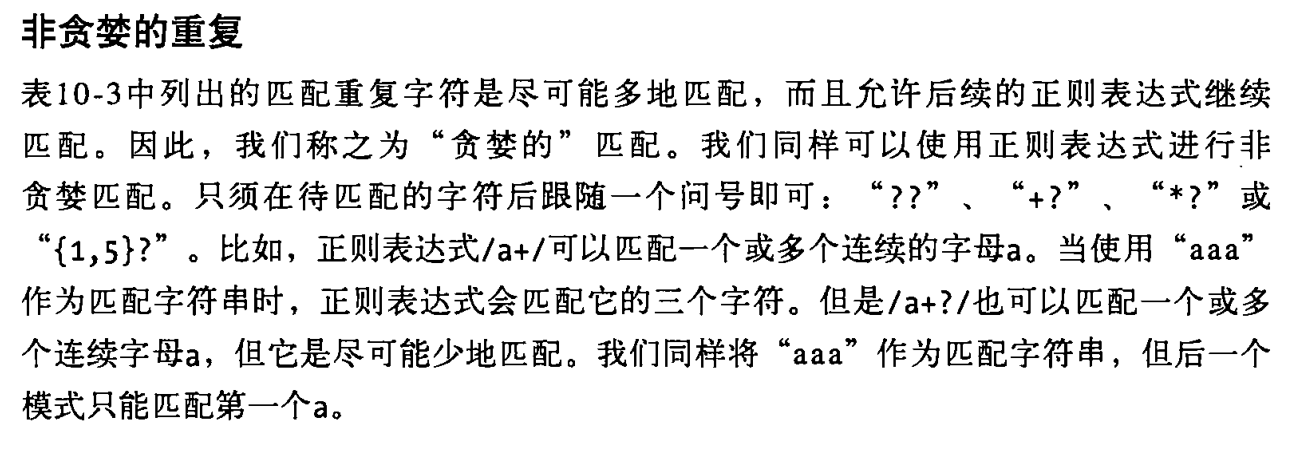 非贪婪的重复
表10-3中列出的匹配重复字符是尽可能多地匹配，而且允许后续的正则表达式继续
匹配。因此，我们称之为“贪婪的”匹配。我们同样可以使用正则表达式进行非
贪婪匹配。只须在待匹配的字符后跟随一个问号即可：“??”、“+?”、“*?”或
“{1,5}?”。比如，正则表达式/a+/可以匹配一个或多个连续的字母a。当使用“aaa”
作为匹配字符串时，正则表达式会匹配它的三个字符。但是/a+?/也可以匹配一个或多
个连续字母a，但它是尽可能少地匹配。我们同样将“aaa”作为匹配字符串，但后一个
模式只能匹配第一个a。